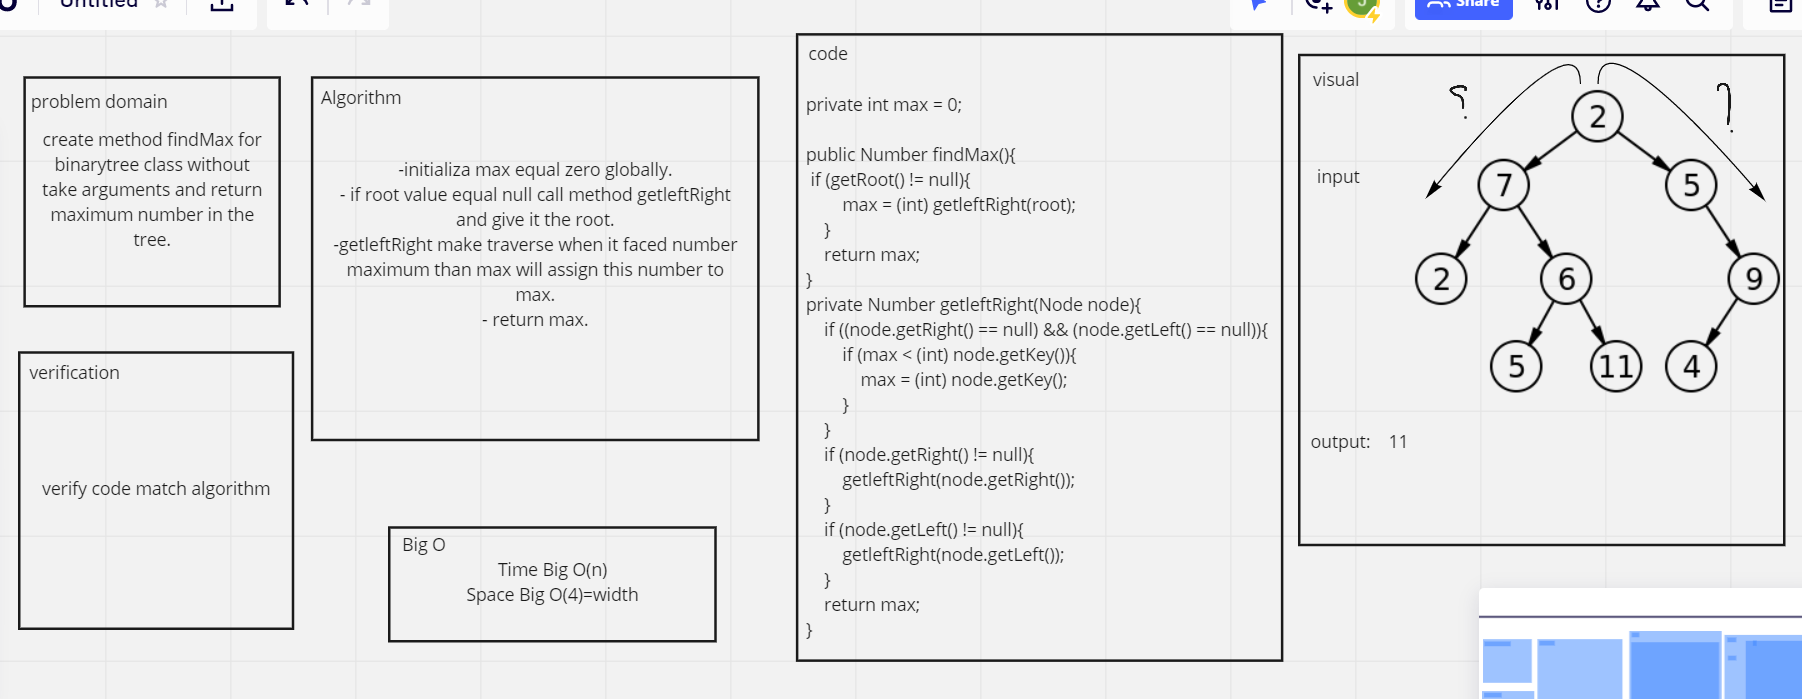 Untitled
Share
J
problem domain
create method findMax for
binarytree class without
take arguments and return
maximum number in the
tree.
verification
verify code match algorithm
Algorithm
-initializa max equal zero globally.
- if root value equal null call method getleftRight
and give it the root.
-getleftRight make traverse when it faced number
maximum than max will assign this number to
max.
- return max.
Big O
Time Big O(n)
Space Big O(4)=width
code
private int max = 0;
public Number findMax(){
if (getRoot() != null){
max = (int) getleftRight(root);
}
return max;
}
private Number getleftRight(Node node){
if ((node.getRight() == null) && (node.getLeft() == null)){
if (max < (int) node.getKey()){
max = (int) node.getKey();
}
}
if (node.getRight() != null){
getleftRight(node.getRight());
}
if (node.getLeft() != null){
getleftRight(node.getLeft());
}
return max;
}
visual
؟ ?
2
input
7 5
2 6 9
5 11 4
output: 11